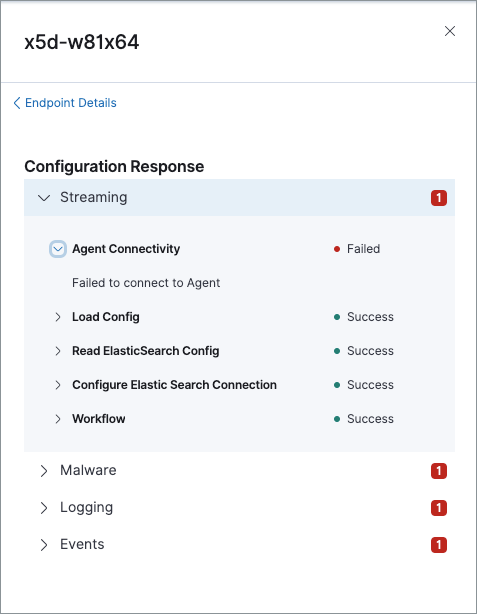 x5d-w81x64
Endpoint Details
Configuration Response
Streaming 1
Agent Connectivity Failed
Failed to connect to Agent
Load Config Success
Read ElasticSearch Config Success
Configure Elastic Search Connection Success
Workflow Success
Malware 1
Logging 1
Events 1